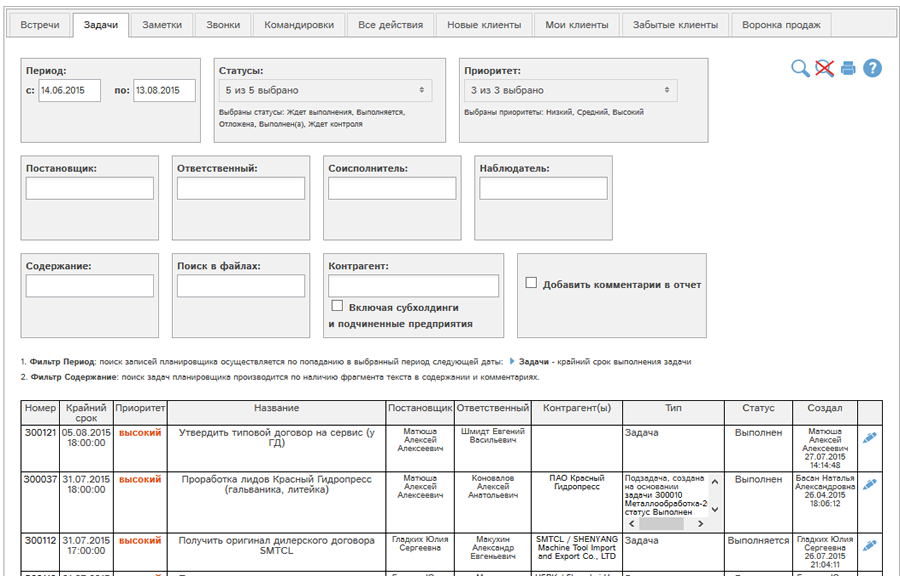 Встречи Задачи Заметки Звонки Командировки Все действия Новые клиенты Мои клиенты Забытые клиенты Воронка продаж
Период: Статусы: Приоритет:
с: 14.06.2015 по: 13.08.2015 5 из 5 выбрано 3 из 3 выбрано
Выбраны статусы: Ждет выполнения, Выполняется, Выбраны приоритеты: Низкий, Средний, Высокий
Отложена, Выполнен(а), Ждет контроля
Постановщик: Ответственный: Соисполнитель: Наблюдатель:
Содержание: Поиск в файлах: Контрагент:
Добавить комментарии в отчет
Включая субхолдинги
и подчиненные предприятия
1. Фильтр Период: поиск записей планировщика осуществляется по попаданию в выбранный период следующей даты: Задачи - крайний срок выполнения задачи
2. Фильтр Содержание: поиск задач планировщика производится по наличию фрагмента текста в содержании и комментариях.
Номер Крайний срок Приоритет Название Постановщик Ответственный Контрагент(ы) Тип Статус Создал
300121 05.08.2015 18:00:00 высокий Утвердить типовой договор на сервис (у ГД) Матюша Алексей Алексеевич Шмидт Евгений Васильевич Задача Выполнен Матюша Алексей Алексеевич 27.07.2015 14:14:48
300037 31.07.2015 18:00:00 высокий Проработка лидов Красный Гидропресс (гальваника, литейка) Матюша Алексей Алексеевич Коновалов Алексей Анатольевич ПАО Красный Гидропресс Подзадача, создана на основании задачи 300010 Металлообработка-2 статус Выполнен Выполнен Басан Наталья Александровна 26.04.2015 18:06:12
300112 31.07.2015 17:00:00 высокий Получить оригинал дилерского договора SMTCL Гладких Юлия Сергеевна Макухин Александр Евгеньевич SMTCL / SHENYANG Machine Tool Import and Export Co., LTD Задача Выполняется Гладких Юлия Сергеевна 26.07.2015 21:04:11